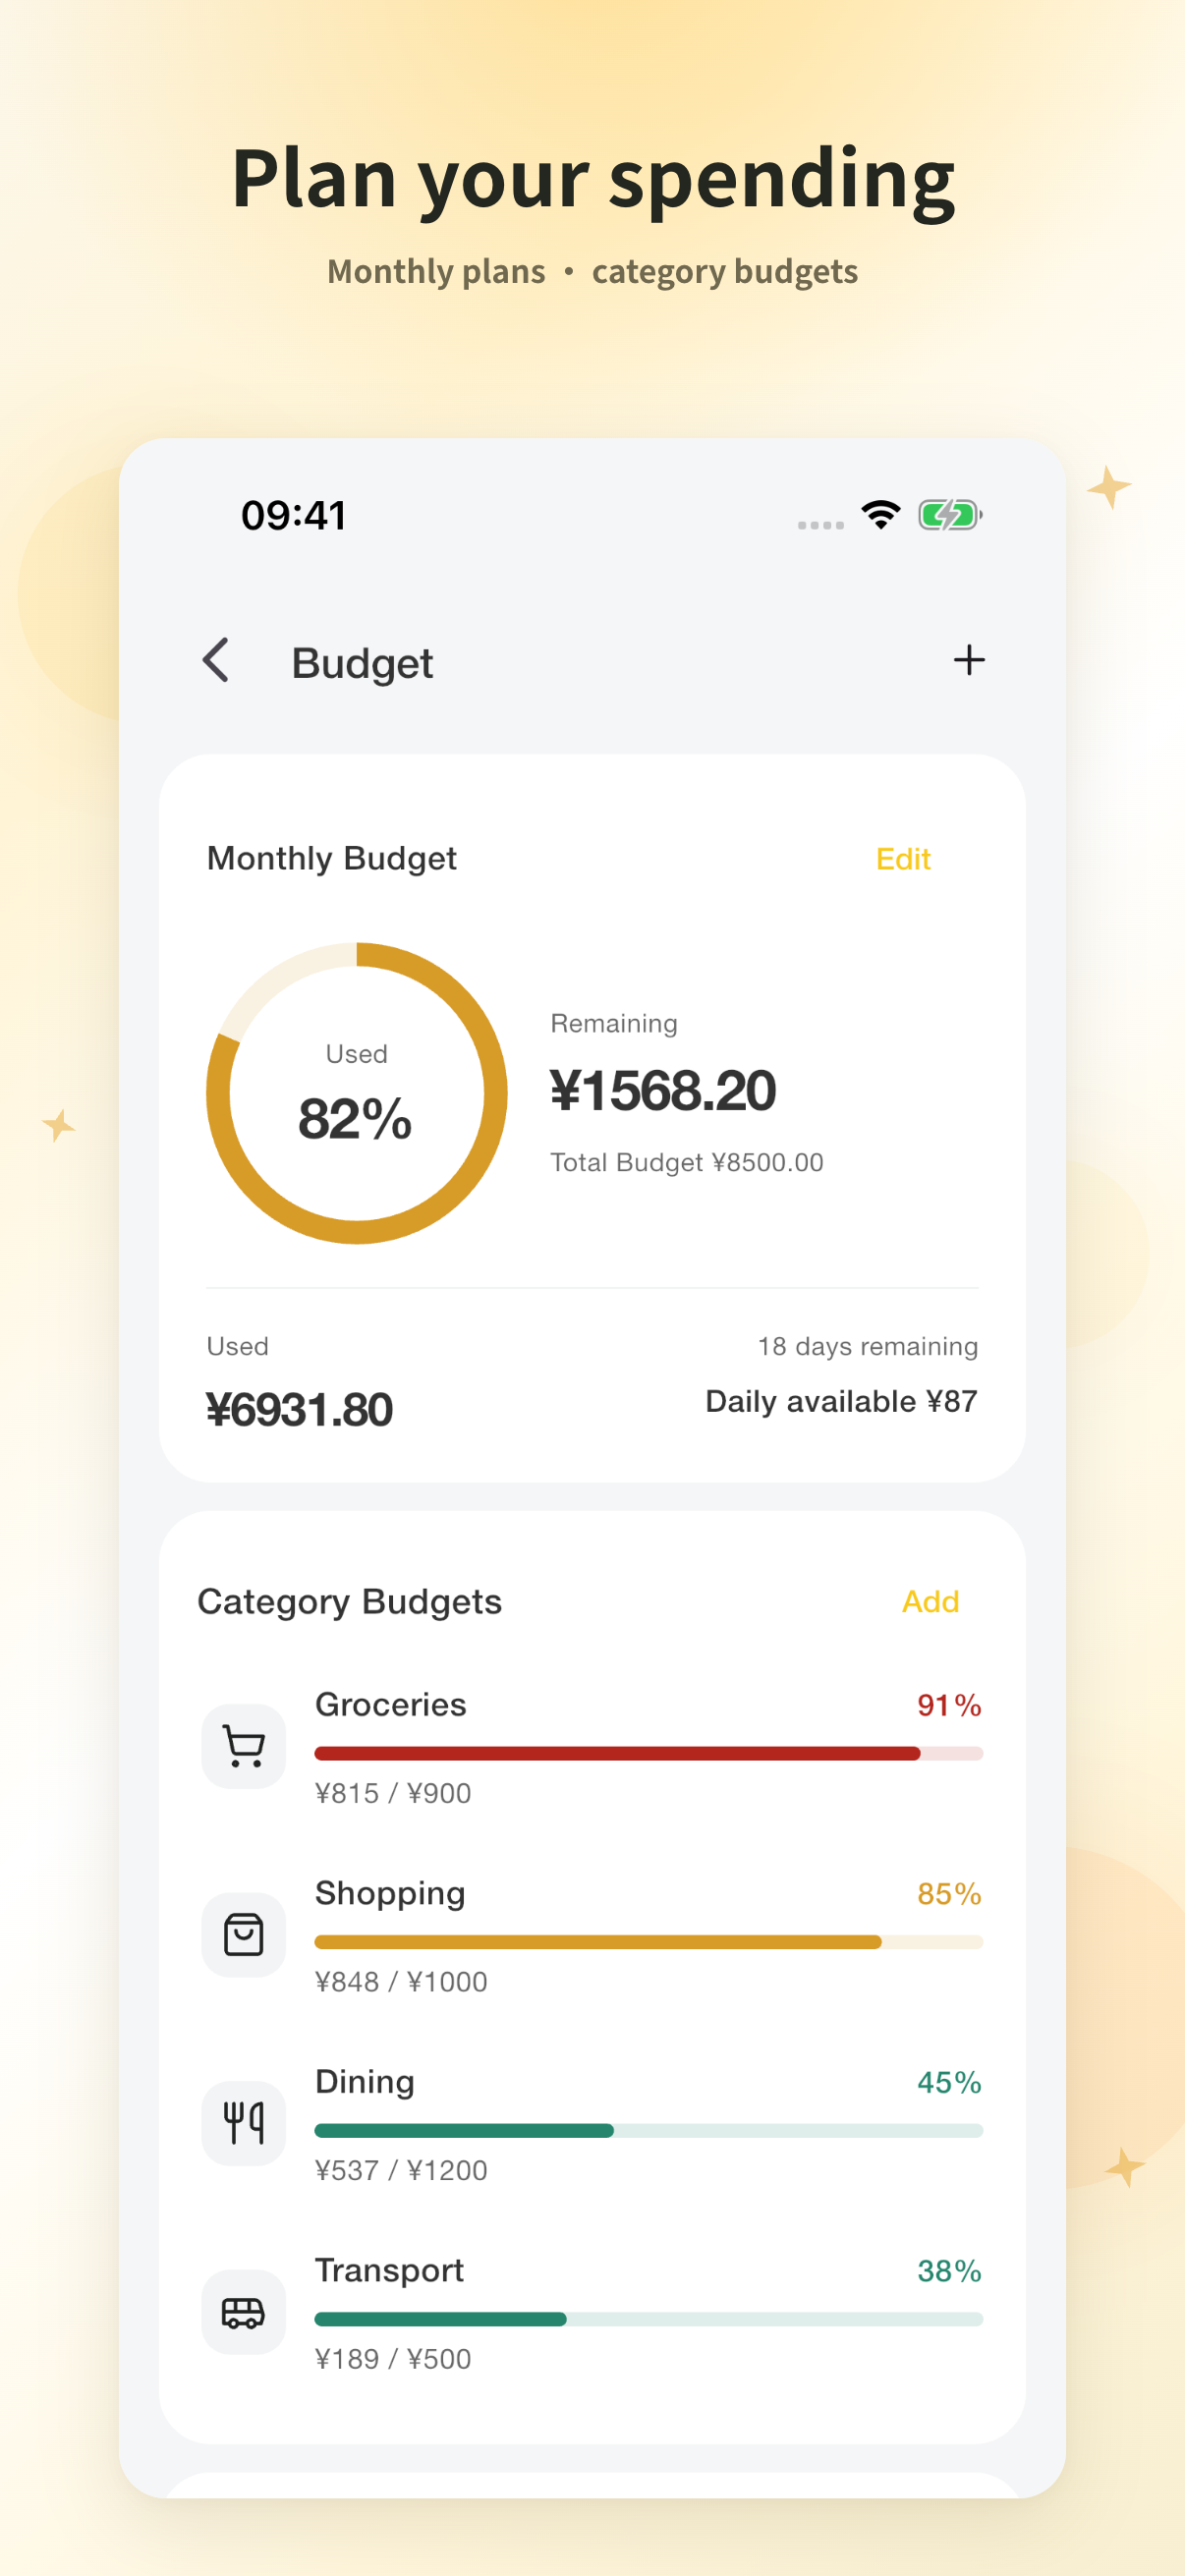 Plan your spending
Monthly plans • category budgets
09:41
Budget
Monthly Budget
Edit
Used
82%
Remaining
¥1568.20
Total Budget ¥8500.00
Used
¥6931.80
18 days remaining
Daily available ¥87
Category Budgets
Add
Groceries
91%
¥815 / ¥900
Shopping
85%
¥848 / ¥1000
Dining
45%
¥537 / ¥1200
Transport
38%
¥189 / ¥500